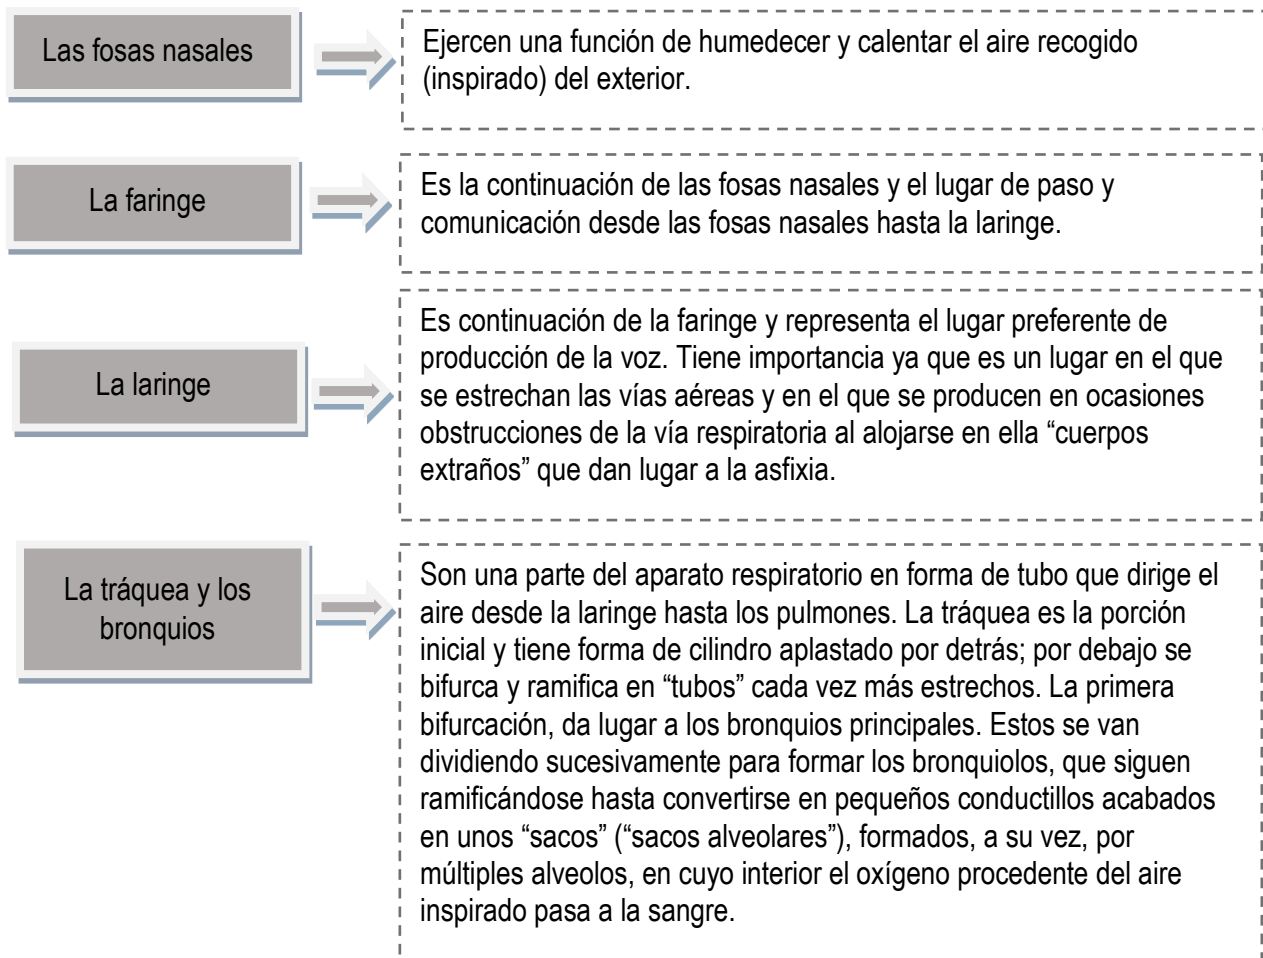 Las fosas nasales
Ejercen una función de humedecer y calentar el aire recogido
(inspirado) del exterior.
La faringe
Es la continuación de las fosas nasales y el lugar de paso y
comunicación desde las fosas nasales hasta la laringe.
La laringe
Es continuación de la faringe y representa el lugar preferente de
producción de la voz. Tiene importancia ya que es un lugar en el que
se estrechan las vías aéreas y en el que se producen en ocasiones
obstrucciones de la vía respiratoria al alojarse en ella “cuerpos
extraños” que dan lugar a la asfixia.
La tráquea y los
bronquios
Son una parte del aparato respiratorio en forma de tubo que dirige el
aire desde la laringe hasta los pulmones. La tráquea es la porción
inicial y tiene forma de cilindro aplastado por detrás; por debajo se
bifurca y ramifica en “tubos” cada vez más estrechos. La primera
bifurcación, da lugar a los bronquios principales. Estos se van
dividiendo sucesivamente para formar los bronquiolos, que siguen
ramificándose hasta convertirse en pequeños conductillos acabados
en unos “sacos” (“sacos alveolares”), formados, a su vez, por
múltiples alveolos, en cuyo interior el oxígeno procedente del aire
inspirado pasa a la sangre.